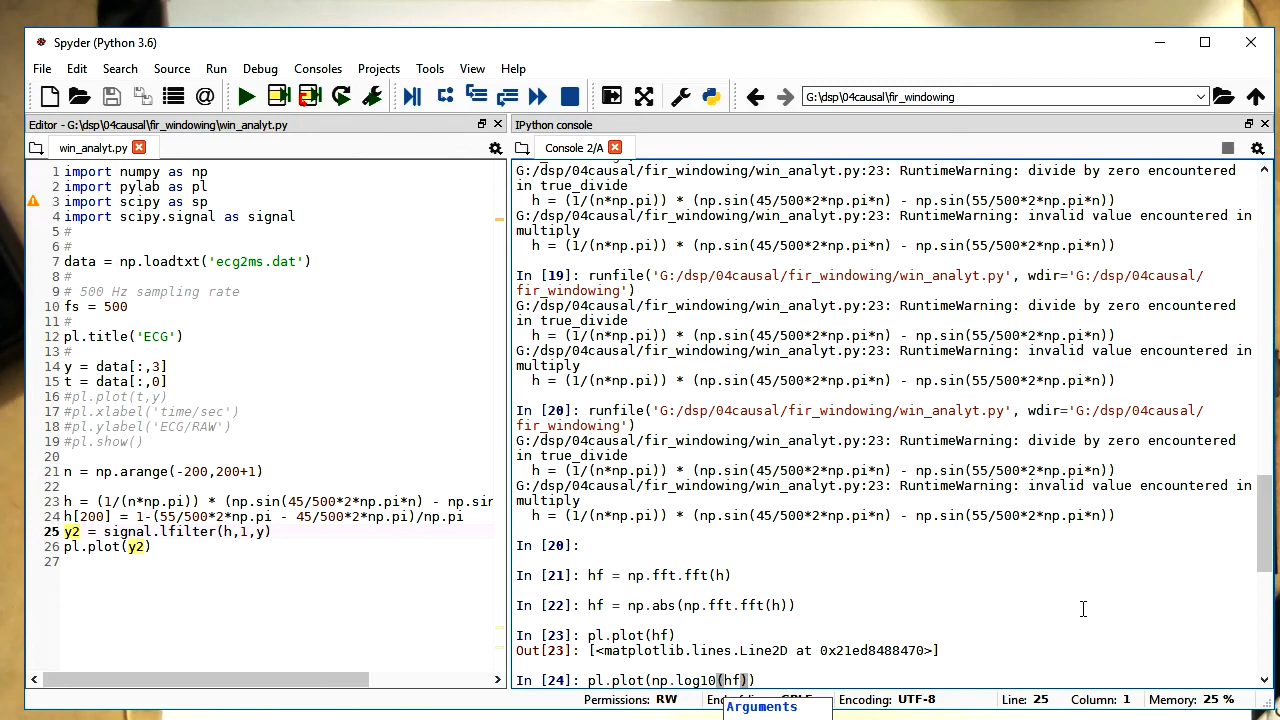 Spyder (Python 3.6)
File Edit Search Source Run Debug Consoles Projects Tools View Help
G:\dsp\04causal\fir_windowing
Editor - G:\dsp\04causal\fir_windowing\win_analyt.py
win_analyt.py
1 import numpy as np
2 import pylab as pl
3 import scipy as sp
4 import scipy.signal as signal
5 #
6 #
7 data = np.loadtxt('ecg2ms.dat')
8 #
9 # 500 Hz sampling rate
10 fs = 500
11 #
12 pl.title('ECG')
13 #
14 y = data[:,3]
15 t = data[:,0]
16 #pl.plot(t,y)
17 #pl.xlabel('time/sec')
18 #pl.ylabel('ECG/RAW')
19 #pl.show()
20
21 n = np.arange(-200,200+1)
22
23 h = (1/(n*np.pi)) * (np.sin(45/500*2*np.pi*n) - np.sin
24 h[200] = 1-(55/500*2*np.pi - 45/500*2*np.pi)/np.pi
25 y2 = signal.lfilter(h,1,y)
26 pl.plot(y2)
27
IPython console
Console 2/A
G:/dsp/04causal/fir_windowing/win_analyt.py:23: RuntimeWarning: divide by zero encountered
in true_divide
h = (1/(n*np.pi)) * (np.sin(45/500*2*np.pi*n) - np.sin(55/500*2*np.pi*n))
G:/dsp/04causal/fir_windowing/win_analyt.py:23: RuntimeWarning: invalid value encountered in
multiply
h = (1/(n*np.pi)) * (np.sin(45/500*2*np.pi*n) - np.sin(55/500*2*np.pi*n))
In [19]: runfile('G:/dsp/04causal/fir_windowing/win_analyt.py', wdir='G:/dsp/04causal/
fir_windowing')
G:/dsp/04causal/fir_windowing/win_analyt.py:23: RuntimeWarning: divide by zero encountered
in true_divide
h = (1/(n*np.pi)) * (np.sin(45/500*2*np.pi*n) - np.sin(55/500*2*np.pi*n))
G:/dsp/04causal/fir_windowing/win_analyt.py:23: RuntimeWarning: invalid value encountered in
multiply
h = (1/(n*np.pi)) * (np.sin(45/500*2*np.pi*n) - np.sin(55/500*2*np.pi*n))
In [20]: runfile('G:/dsp/04causal/fir_windowing/win_analyt.py', wdir='G:/dsp/04causal/
fir_windowing')
G:/dsp/04causal/fir_windowing/win_analyt.py:23: RuntimeWarning: divide by zero encountered
in true_divide
h = (1/(n*np.pi)) * (np.sin(45/500*2*np.pi*n) - np.sin(55/500*2*np.pi*n))
G:/dsp/04causal/fir_windowing/win_analyt.py:23: RuntimeWarning: invalid value encountered in
multiply
h = (1/(n*np.pi)) * (np.sin(45/500*2*np.pi*n) - np.sin(55/500*2*np.pi*n))
In [20]:
In [21]: hf = np.fft.fft(h)
In [22]: hf = np.abs(np.fft.fft(h))
In [23]: pl.plot(hf)
Out[23]: [<matplotlib.lines.Line2D at 0x21ed8488470>]
In [24]: pl.plot(np.log10(hf))
Permissions: RW Encoding: UTF-8 Line: 25 Column: 1 Memory: 25 %
Arguments